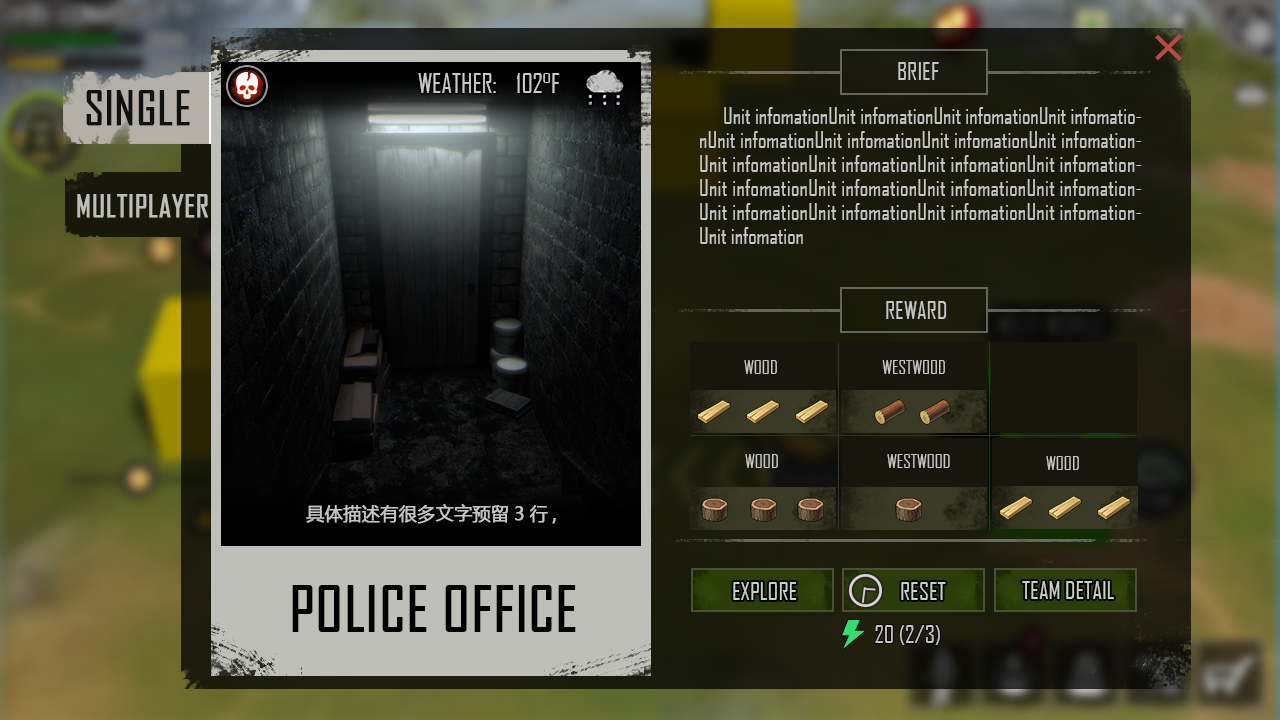 SINGLE
MULTIPLAYER
WEATHER: 102ºF
具体描述有很多文字预留 3 行，
POLICE OFFICE
BRIEF
Unit infomationUnit infomationUnit infomationUnit infomatio-
nUnit infomationUnit infomationUnit infomationUnit infomation-
Unit infomationUnit infomationUnit infomationUnit infomation-
Unit infomationUnit infomationUnit infomationUnit infomation-
Unit infomationUnit infomationUnit infomationUnit infomation-
Unit infomation
REWARD
WOOD
WESTWOOD
WOOD
WESTWOOD
WOOD
EXPLORE
RESET
TEAM DETAIL
20 (2/3)